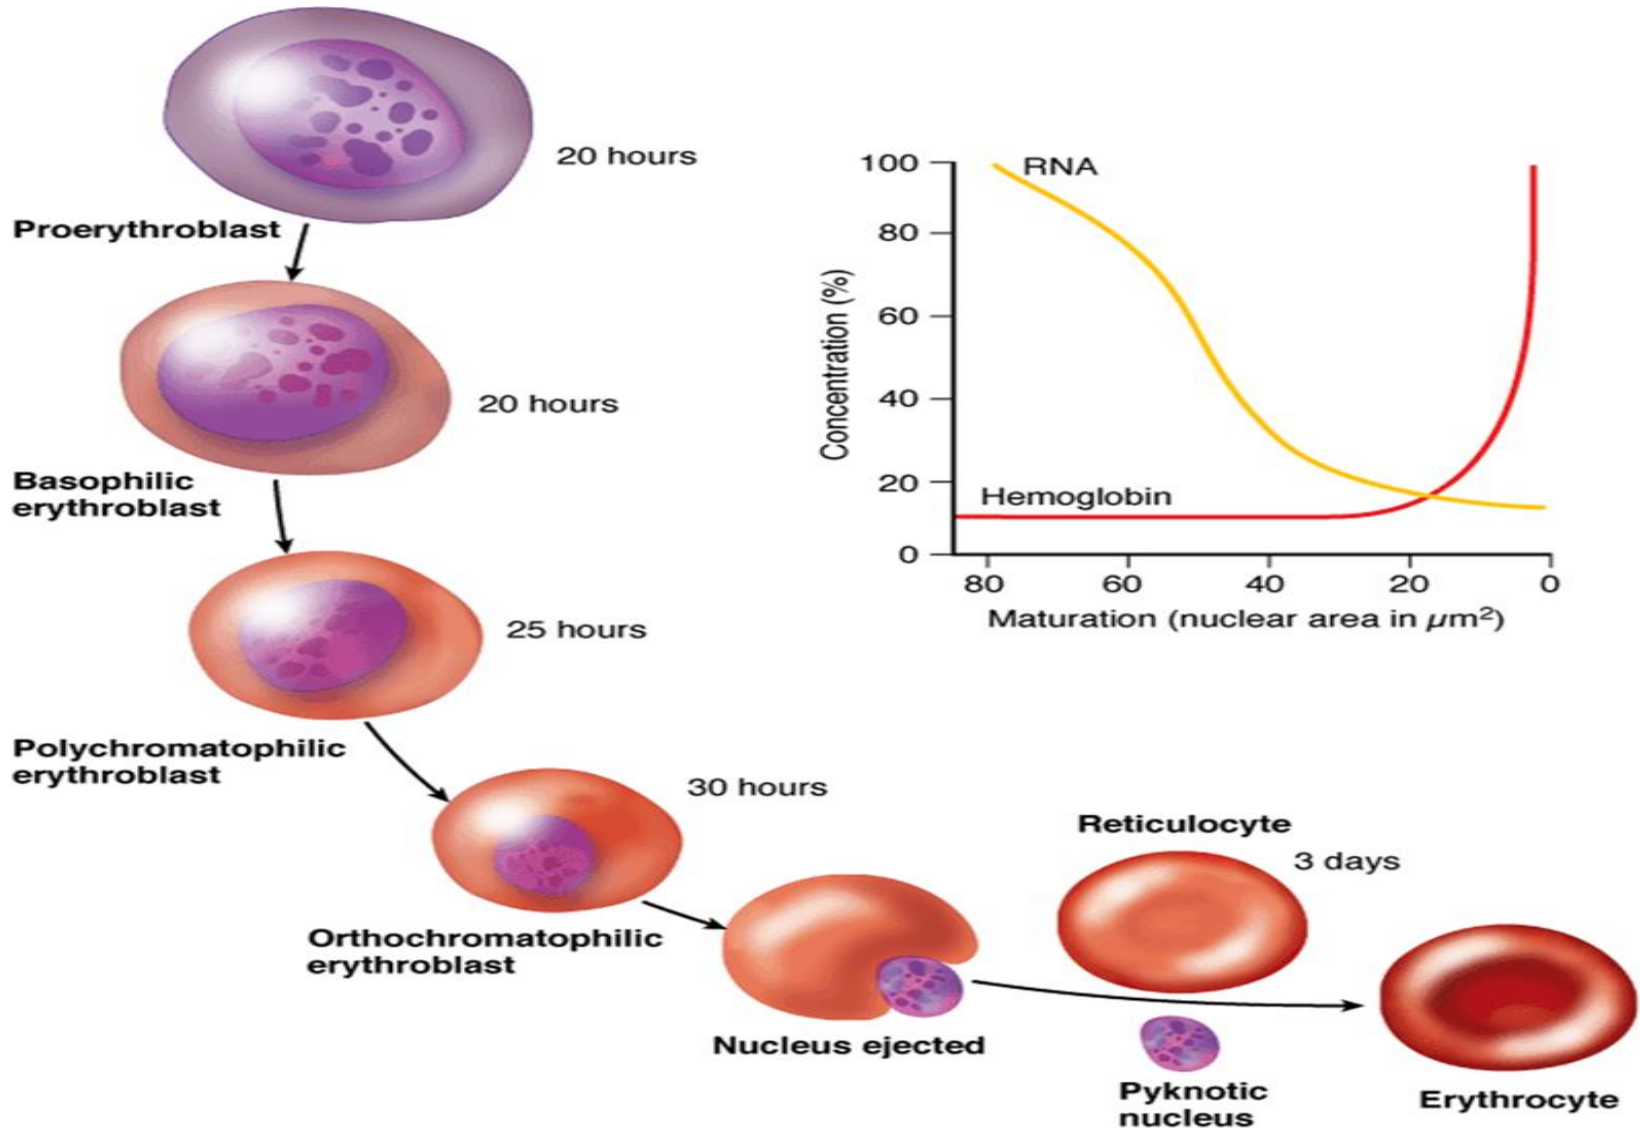 20 hours
Proerythroblast
20 hours
Basophilic
erythroblast
25 hours
Polychromatophilic
erythroblast
30 hours
Orthochromatophilic
erythroblast
Nucleus ejected
Reticulocyte
3 days
Pyknotic
nucleus
Erythrocyte
Concentration (%)
100
80
60
40
20
0
RNA
Hemoglobin
80 60 40 20 0
Maturation (nuclear area in µm²)